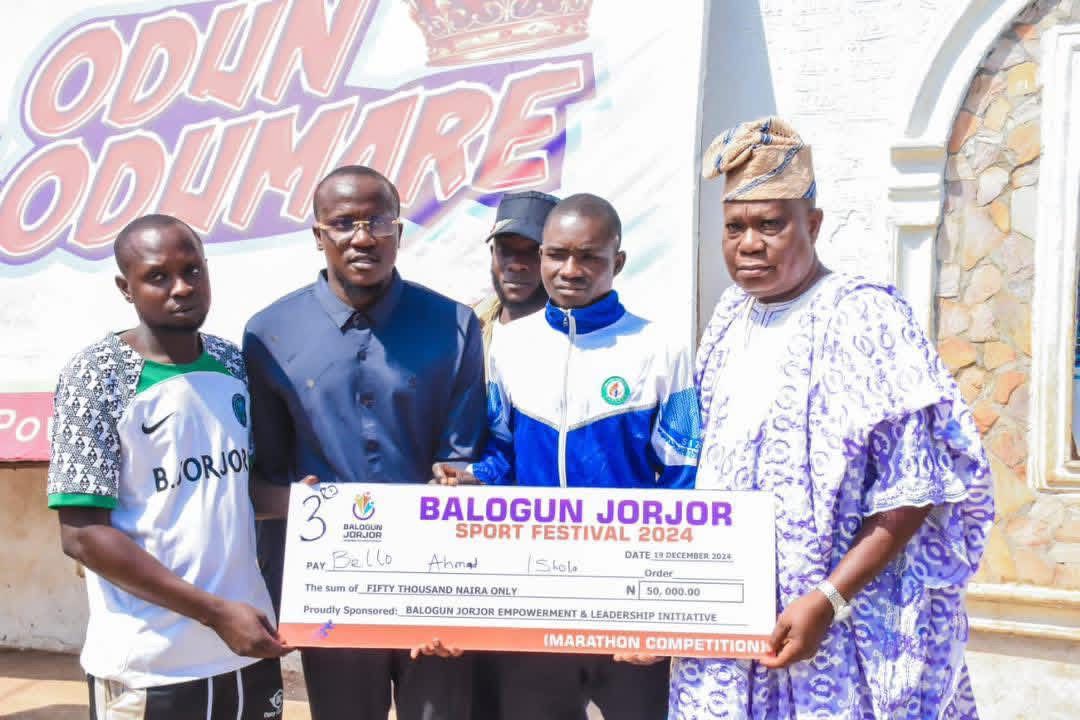 ODUN
ODUMARE
Po
B.JORJOR
3RD
BALOGUN
JORJOR
BALOGUN JORJOR
SPORT FESTIVAL 2024
DATE 19 DECEMBER 2024
PAY Bello Ahmad Ishola
Order
The sum of FIFTY THOUSAND NAIRA ONLY
₦ 50,000.00
Proudly Sponsored: BALOGUN JORJOR EMPOWERMENT & LEADERSHIP INITIATIVE
(MARATHON COMPETITION)